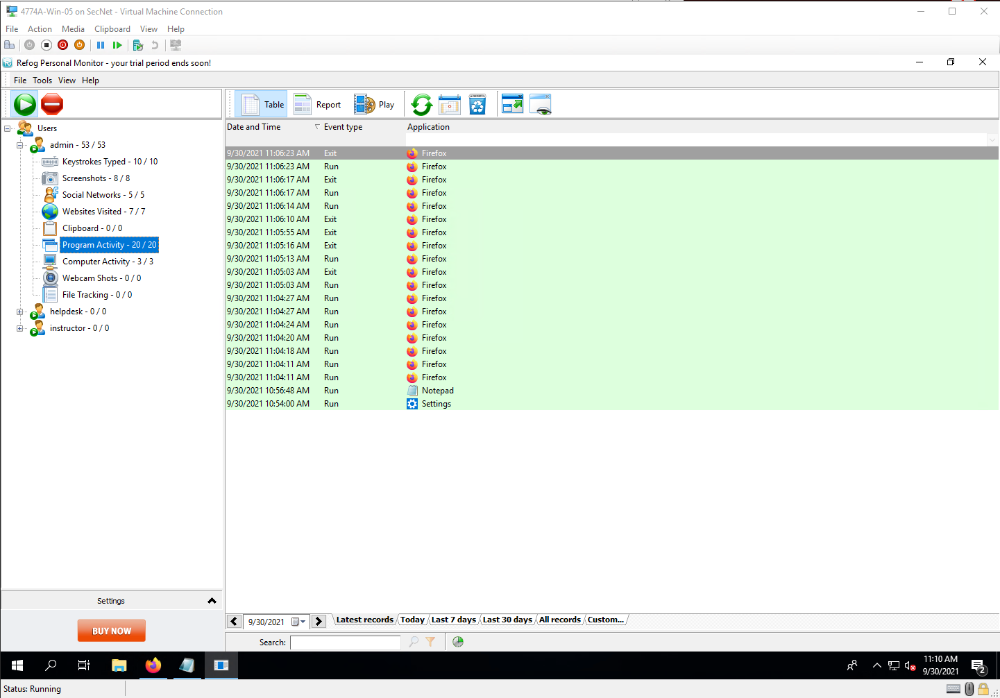 4774A-Win-05 on SecNet - Virtual Machine Connection
File Action Media Clipboard View Help
Refog Personal Monitor - your trial period ends soon!
File Tools View Help
Table Report Play
Users
admin - 53 / 53
Keystrokes Typed - 10 / 10
Screenshots - 8 / 8
Social Networks - 5 / 5
Websites Visited - 7 / 7
Clipboard - 0 / 0
Program Activity - 20 / 20
Computer Activity - 3 / 3
Webcam Shots - 0 / 0
File Tracking - 0 / 0
helpdesk - 0 / 0
instructor - 0 / 0
Settings
BUY NOW
Date and Time Event type Application
9/30/2021 11:06:23 AM Exit Firefox
9/30/2021 11:06:23 AM Run Firefox
9/30/2021 11:06:17 AM Exit Firefox
9/30/2021 11:06:17 AM Run Firefox
9/30/2021 11:06:14 AM Run Firefox
9/30/2021 11:06:10 AM Exit Firefox
9/30/2021 11:05:55 AM Exit Firefox
9/30/2021 11:05:16 AM Exit Firefox
9/30/2021 11:05:13 AM Run Firefox
9/30/2021 11:05:03 AM Exit Firefox
9/30/2021 11:05:03 AM Run Firefox
9/30/2021 11:04:27 AM Run Firefox
9/30/2021 11:04:27 AM Run Firefox
9/30/2021 11:04:24 AM Run Firefox
9/30/2021 11:04:20 AM Run Firefox
9/30/2021 11:04:18 AM Run Firefox
9/30/2021 11:04:11 AM Run Firefox
9/30/2021 11:04:11 AM Run Firefox
9/30/2021 10:56:48 AM Run Notepad
9/30/2021 10:54:00 AM Run Settings
9/30/2021 Latest records Today Last 7 days Last 30 days All records Custom...
Search:
11:10 AM
9/30/2021
2
Status: Running